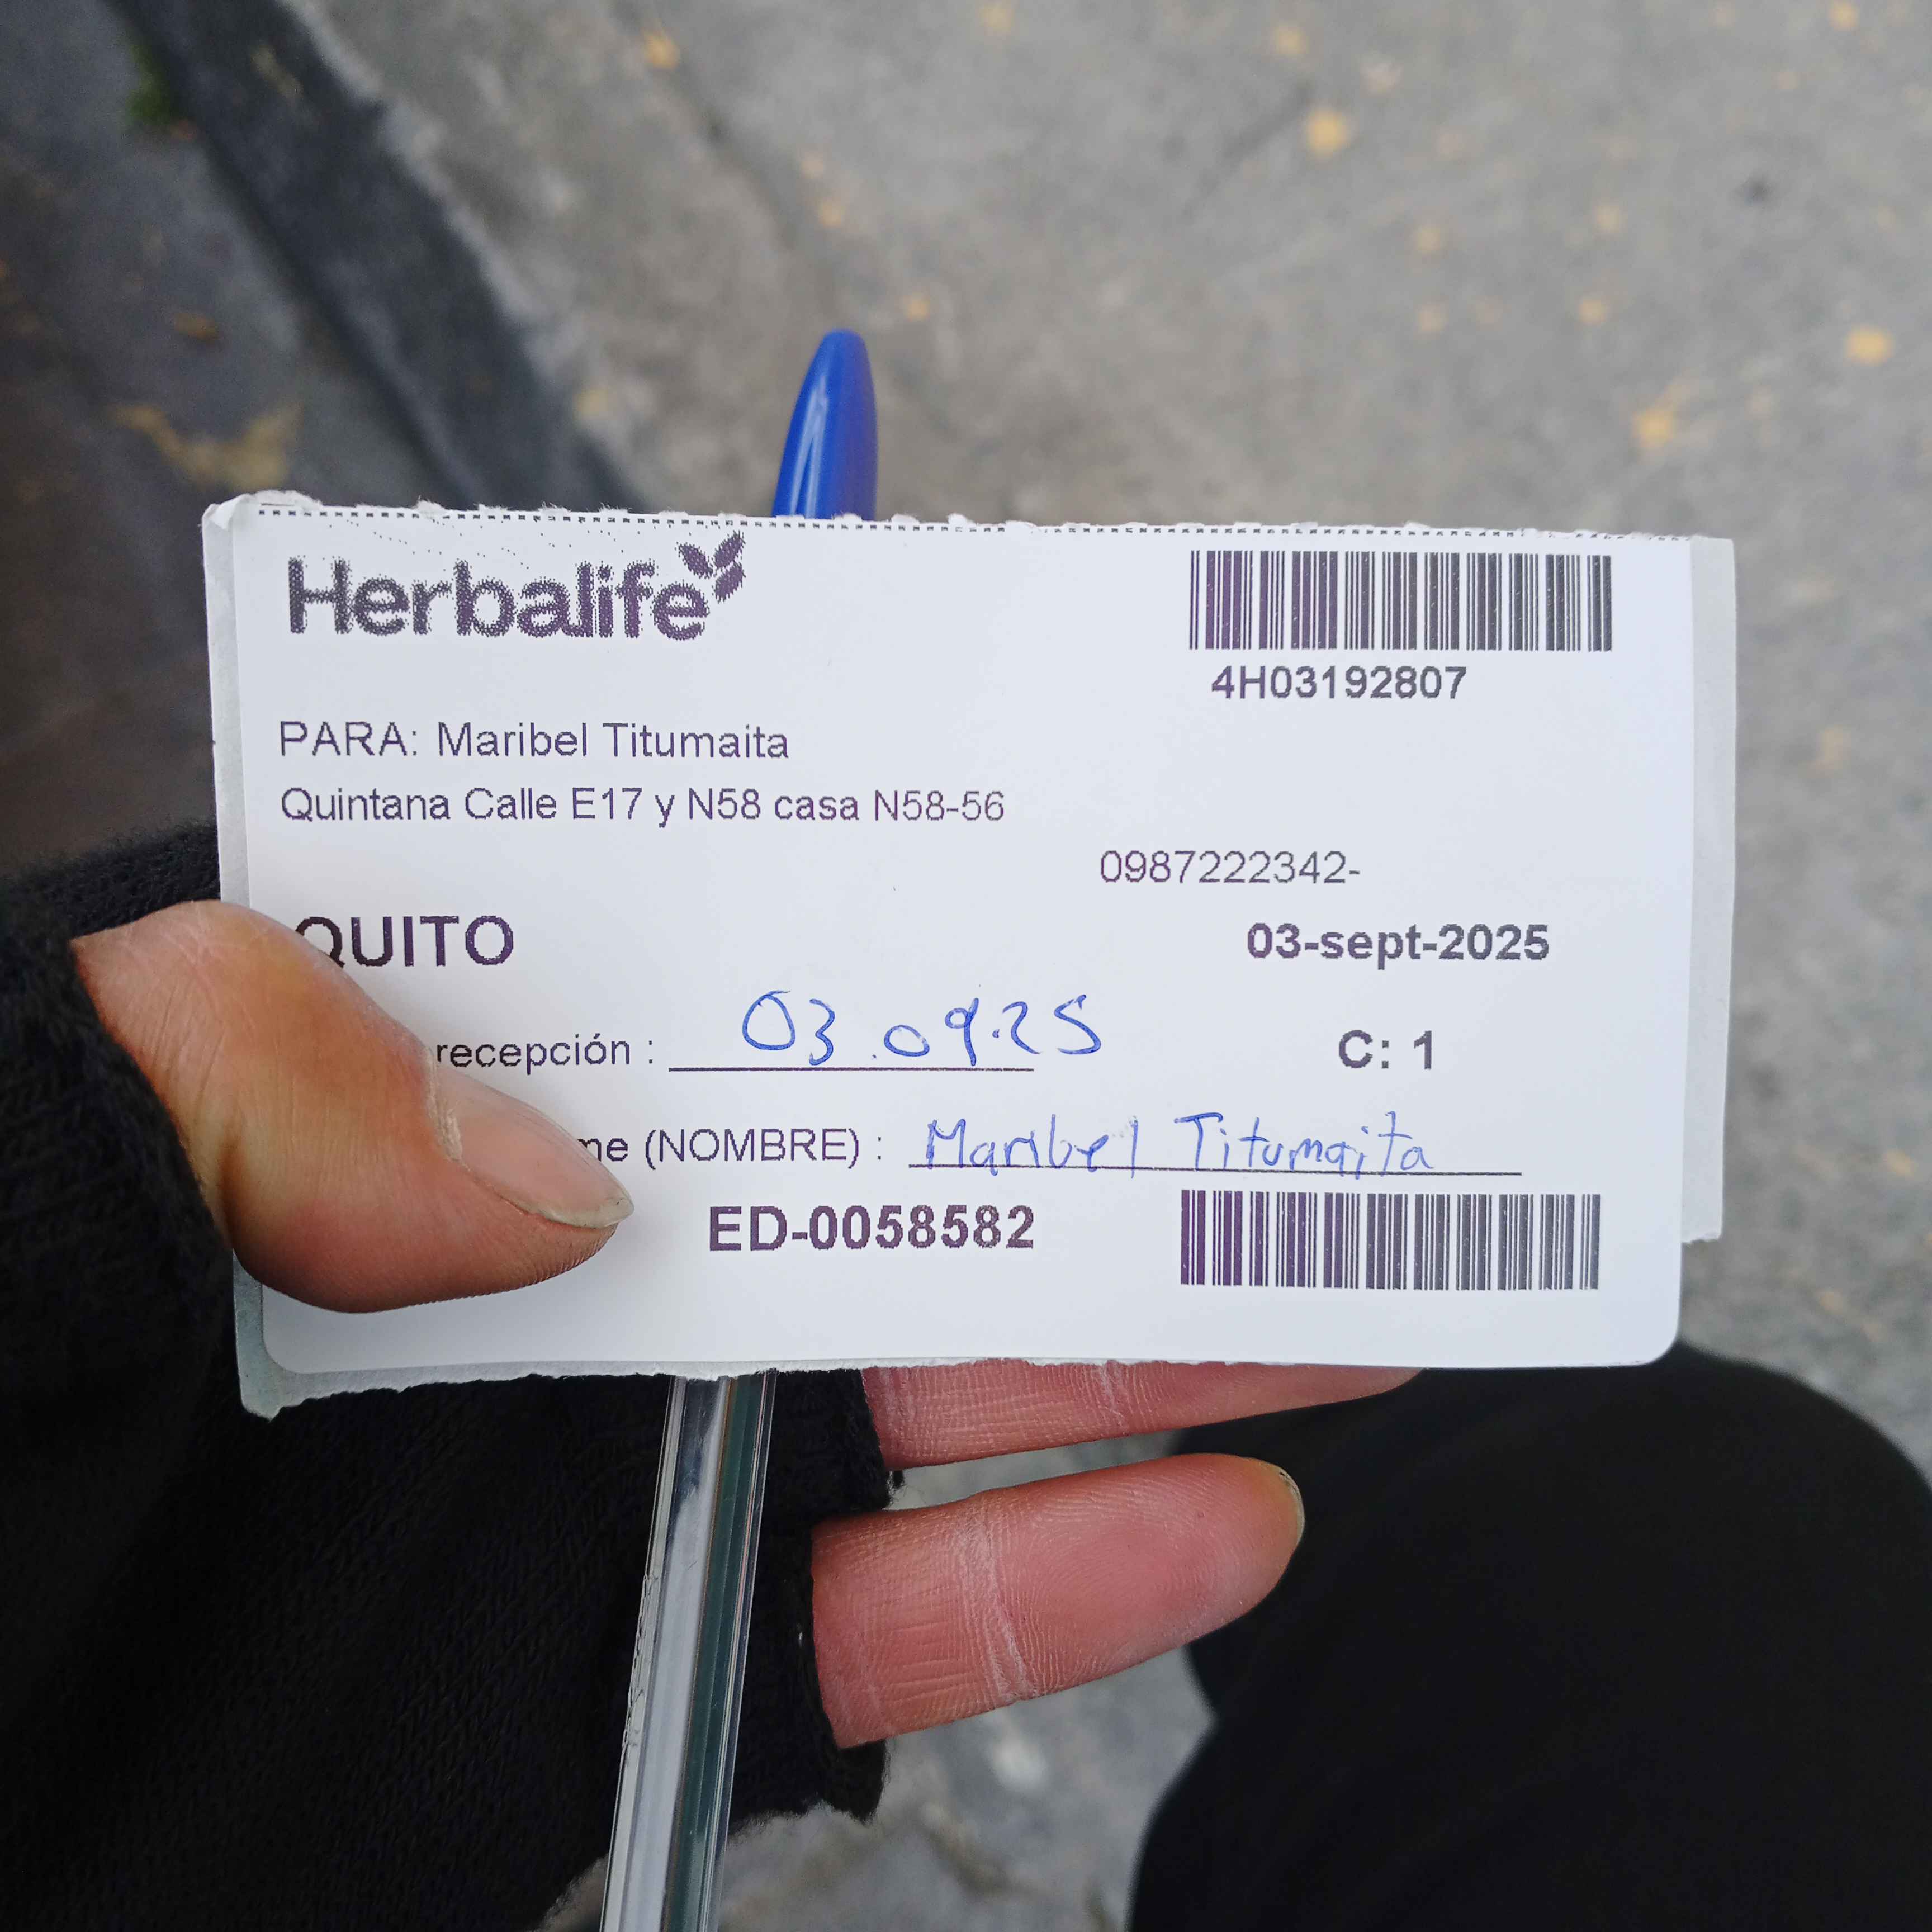 Herbalife
4H03192807
PARA: Maribel Titumaita
Quintana Calle E17 y N58 casa N58-56
0987222342-
QUITO
03-sept-2025
recepción : 03.09.25
C: 1
(NOMBRE) : Maribel Titumaita
ED-0058582